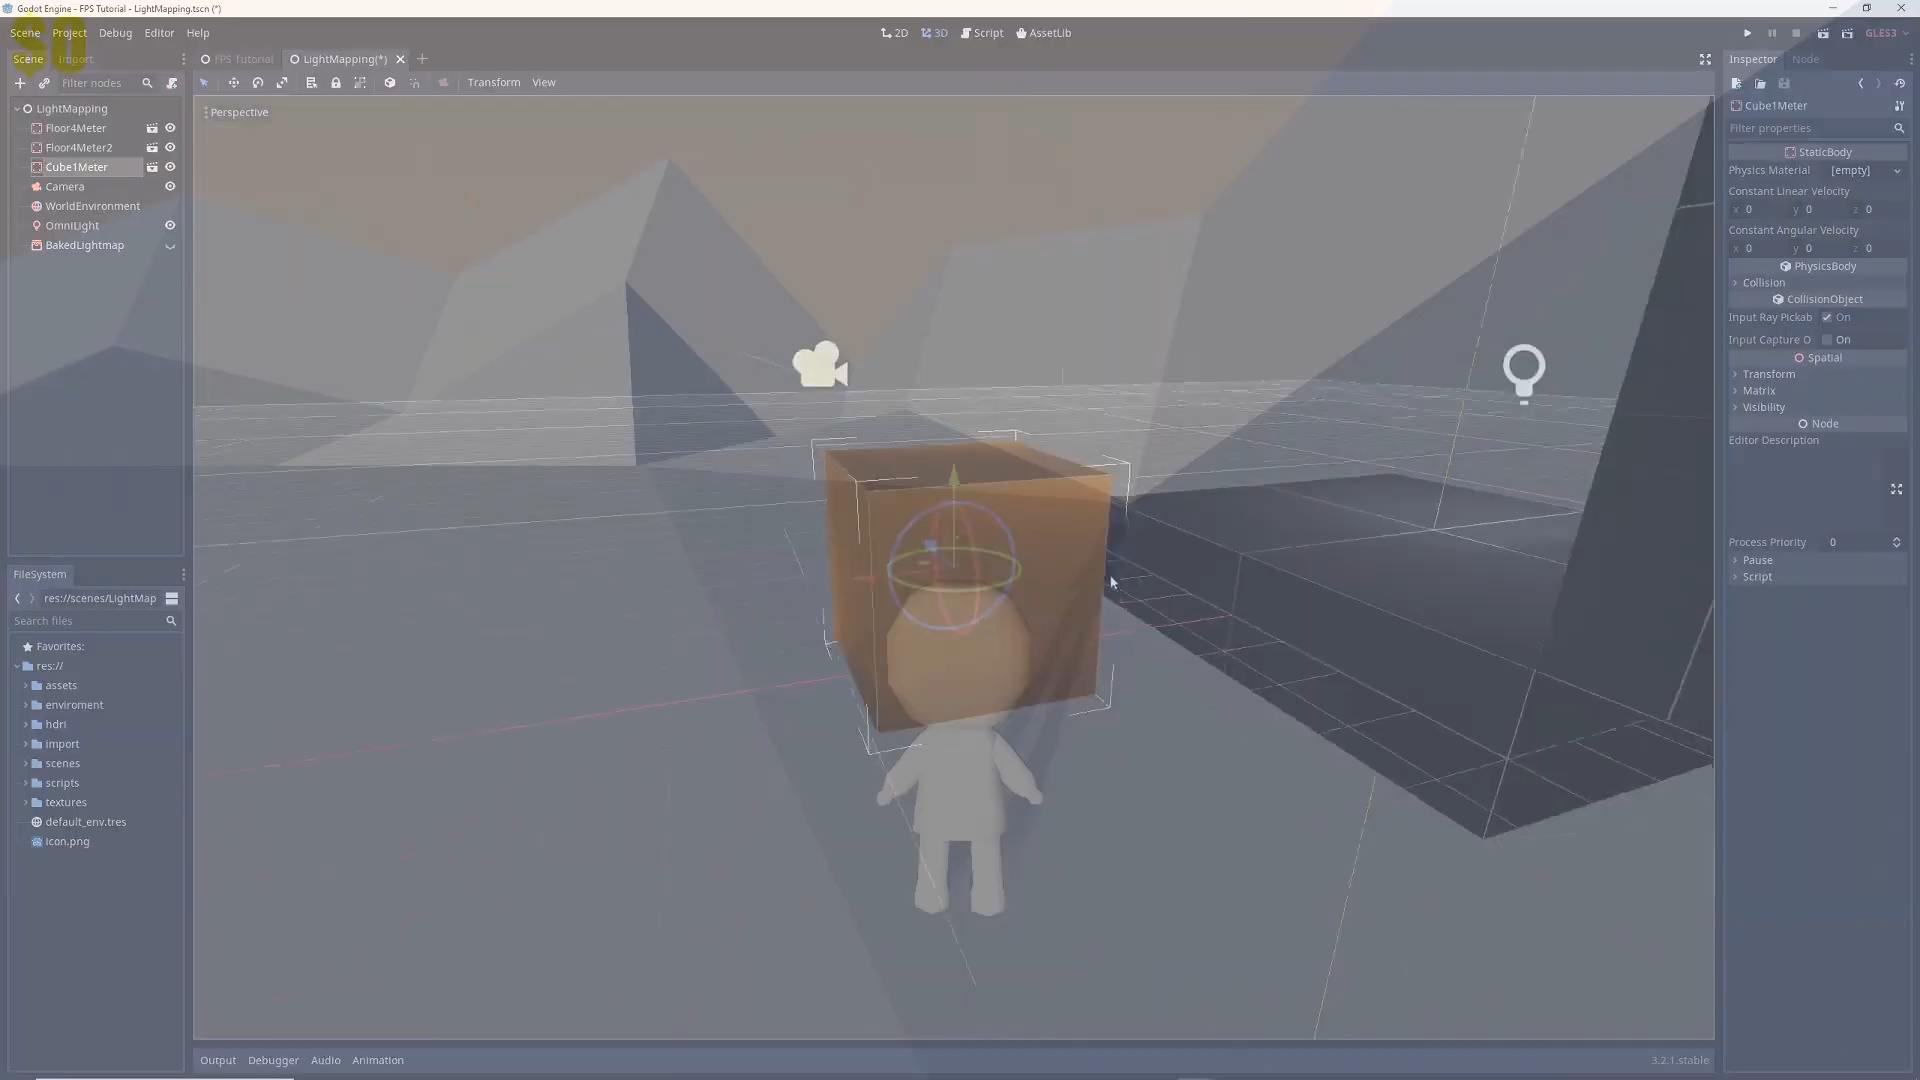 Godot Engine - FPS Tutorial - LightMapping.tscn (*)
Scene Project Debug Editor Help
2D 3D Script AssetLib
GLES3
SD
Scene Import
FPS Tutorial LightMapping(*)
Inspector Node
Filter nodes
Transform View
Perspective
LightMapping
Floor4Meter
Floor4Meter2
Cube1Meter
Camera
WorldEnvironment
OmniLight
BakedLightmap
FileSystem
res://scenes/LightMap
Search files
Favorites:
res://
assets
enviroment
hdri
import
scenes
scripts
textures
default_env.tres
icon.png
Cube1Meter
Filter properties
StaticBody
Physics Material [empty]
Constant Linear Velocity
x 0 y 0 z 0
Constant Angular Velocity
x 0 y 0 z 0
PhysicsBody
Collision
CollisionObject
Input Ray Pickab On
Input Capture O On
Spatial
Transform
Matrix
Visibility
Node
Editor Description
Process Priority 0
Pause
Script
Output Debugger Audio Animation
3.2.1.stable